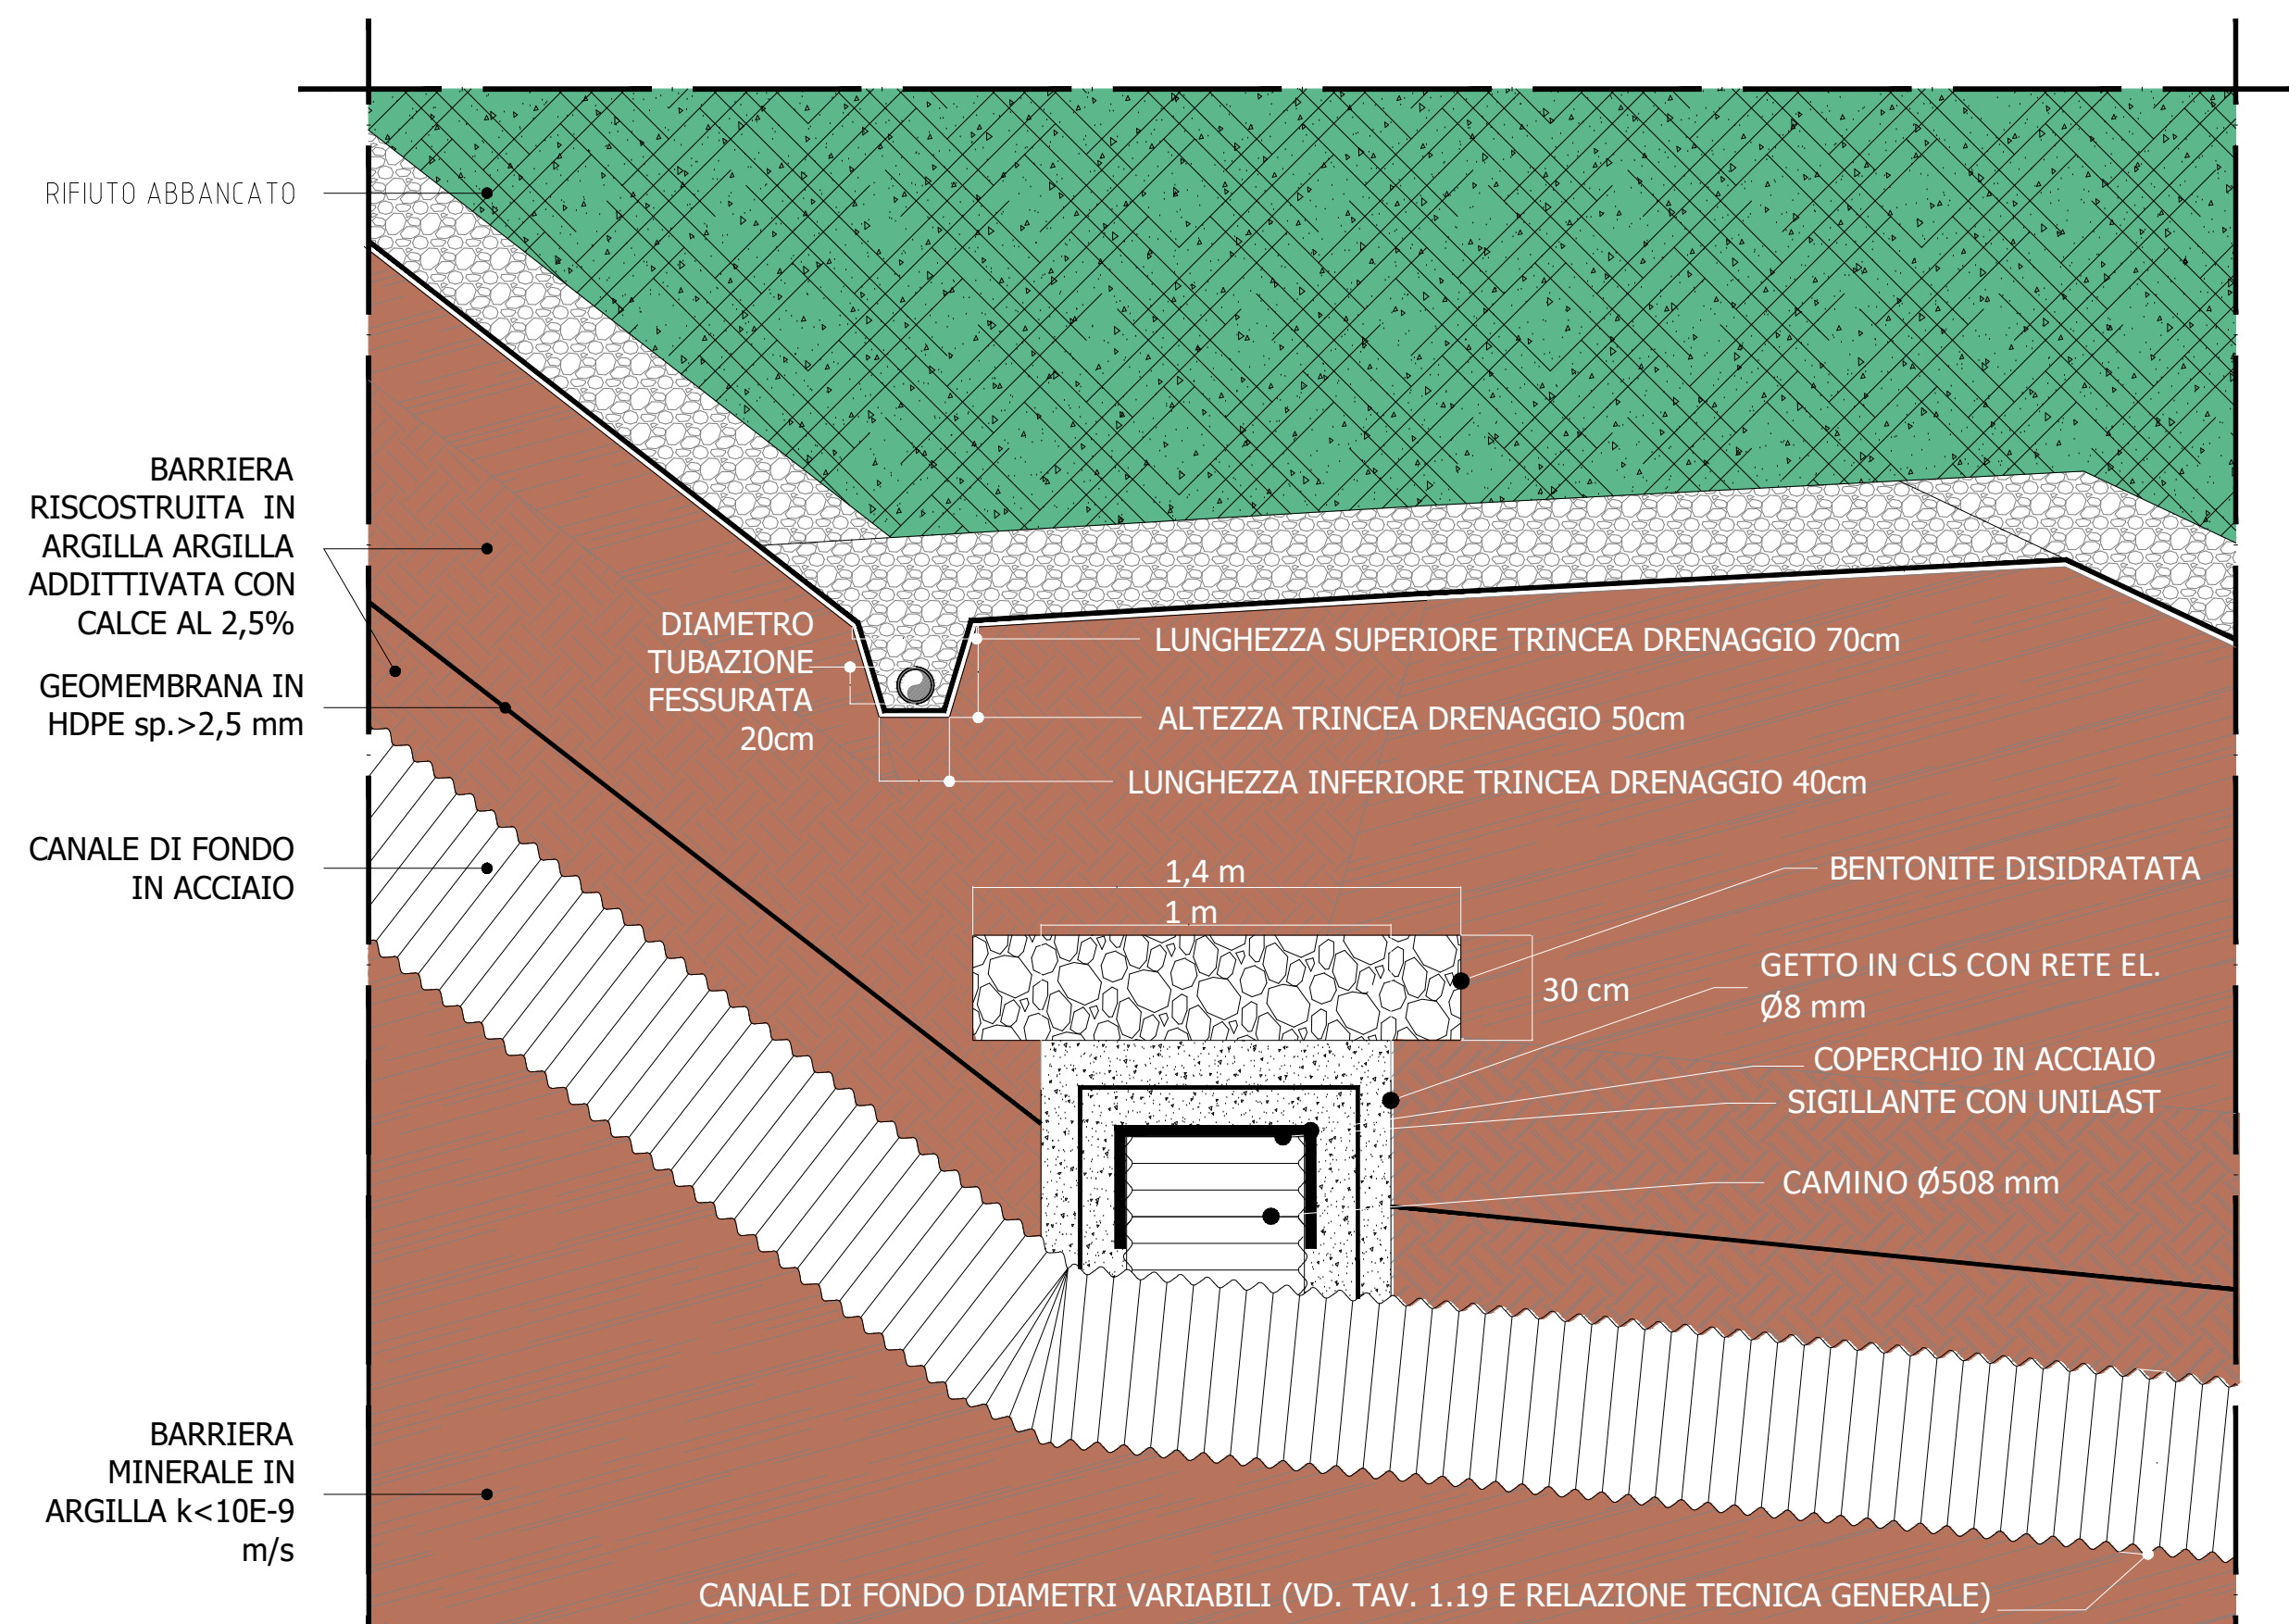 RIFIUTO ABBANCATO
BARRIERA
RISCOSTRUITA IN
ARGILLA ARGILLA
ADDITTIVATA CON
CALCE AL 2,5%
GEOMEMBRANA IN
HDPE sp.>2,5 mm
CANALE DI FONDO
IN ACCIAIO
BARRIERA
MINERALE IN
ARGILLA k<10E-9
m/s
DIAMETRO
TUBAZIONE
FESSURATA
20cm
LUNGHEZZA SUPERIORE TRINCEA DRENAGGIO 70cm
ALTEZZA TRINCEA DRENAGGIO 50cm
LUNGHEZZA INFERIORE TRINCEA DRENAGGIO 40cm
1,4 m
1 m
30 cm
BENTONITE DISIDRATATA
GETTO IN CLS CON RETE EL.
Ø8 mm
COPERCHIO IN ACCIAIO
SIGILLANTE CON UNILAST
CAMINO Ø508 mm
CANALE DI FONDO DIAMETRI VARIABILI (VD. TAV. 1.19 E RELAZIONE TECNICA GENERALE)